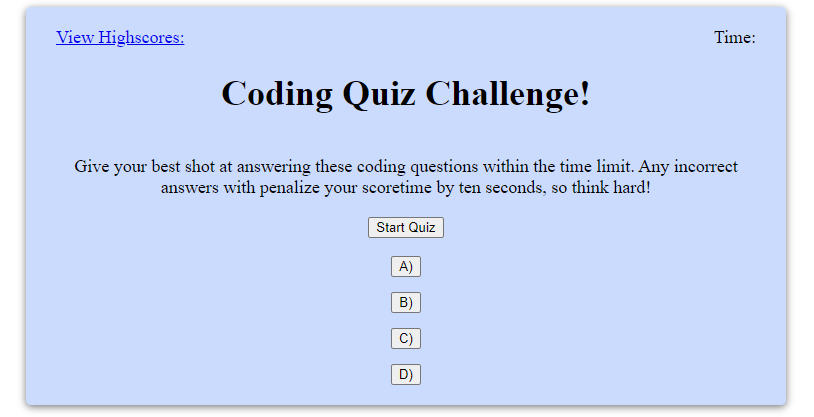 View Highscores:
Time:
Coding Quiz Challenge!
Give your best shot at answering these coding questions within the time limit. Any incorrect
answers with penalize your scoretime by ten seconds, so think hard!
Start Quiz
A)
B)
C)
D)